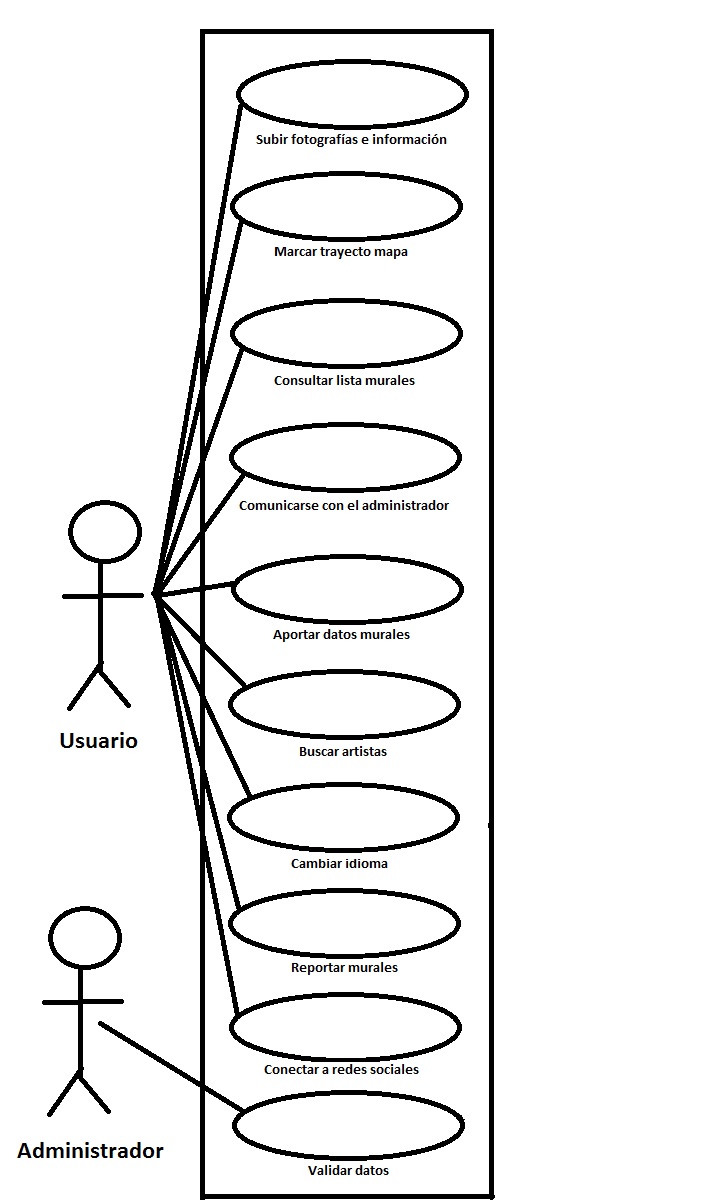 Subir fotografías e información
Marcar trayecto mapa
Consultar lista murales
Comunicarse con el administrador
Aportar datos murales
Usuario
Buscar artistas
Cambiar idioma
Reportar murales
Conectar a redes sociales
Administrador
Validar datos